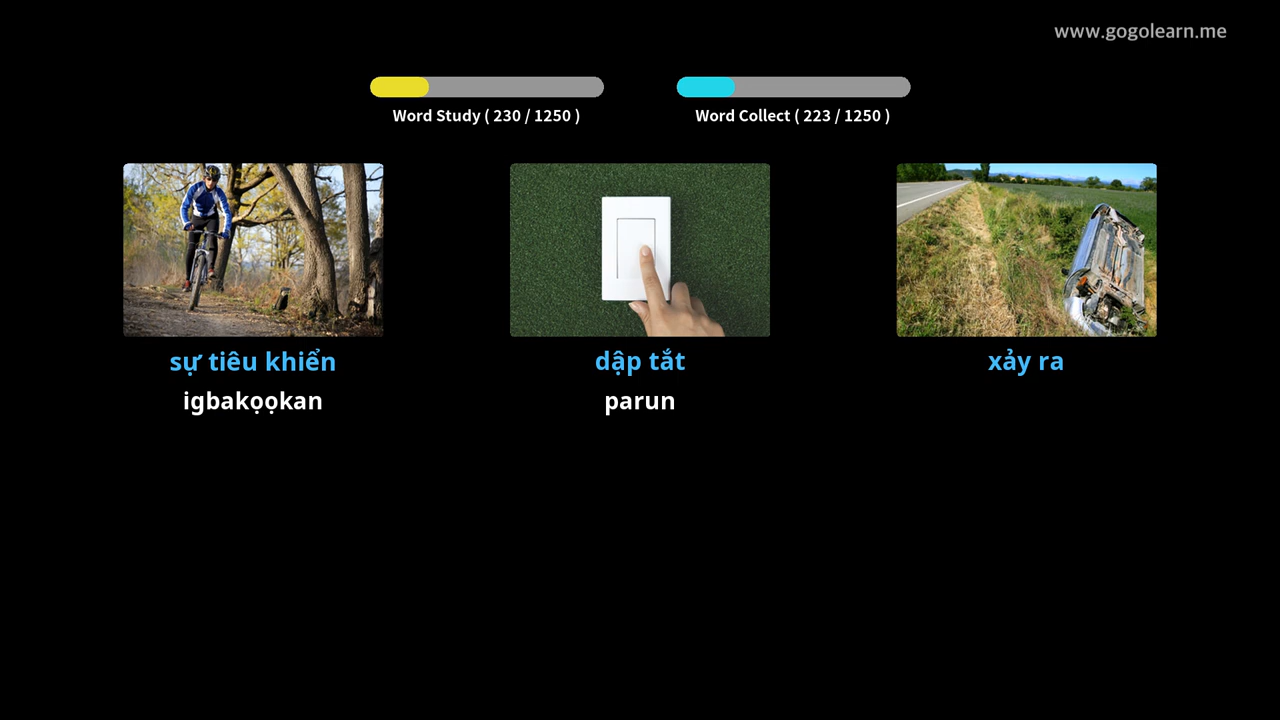 www.gogolearn.me
Word Study ( 230 / 1250 )
Word Collect ( 223 / 1250 )
sự tiêu khiển
dập tắt
xảy ra
igbakọọkan
parun